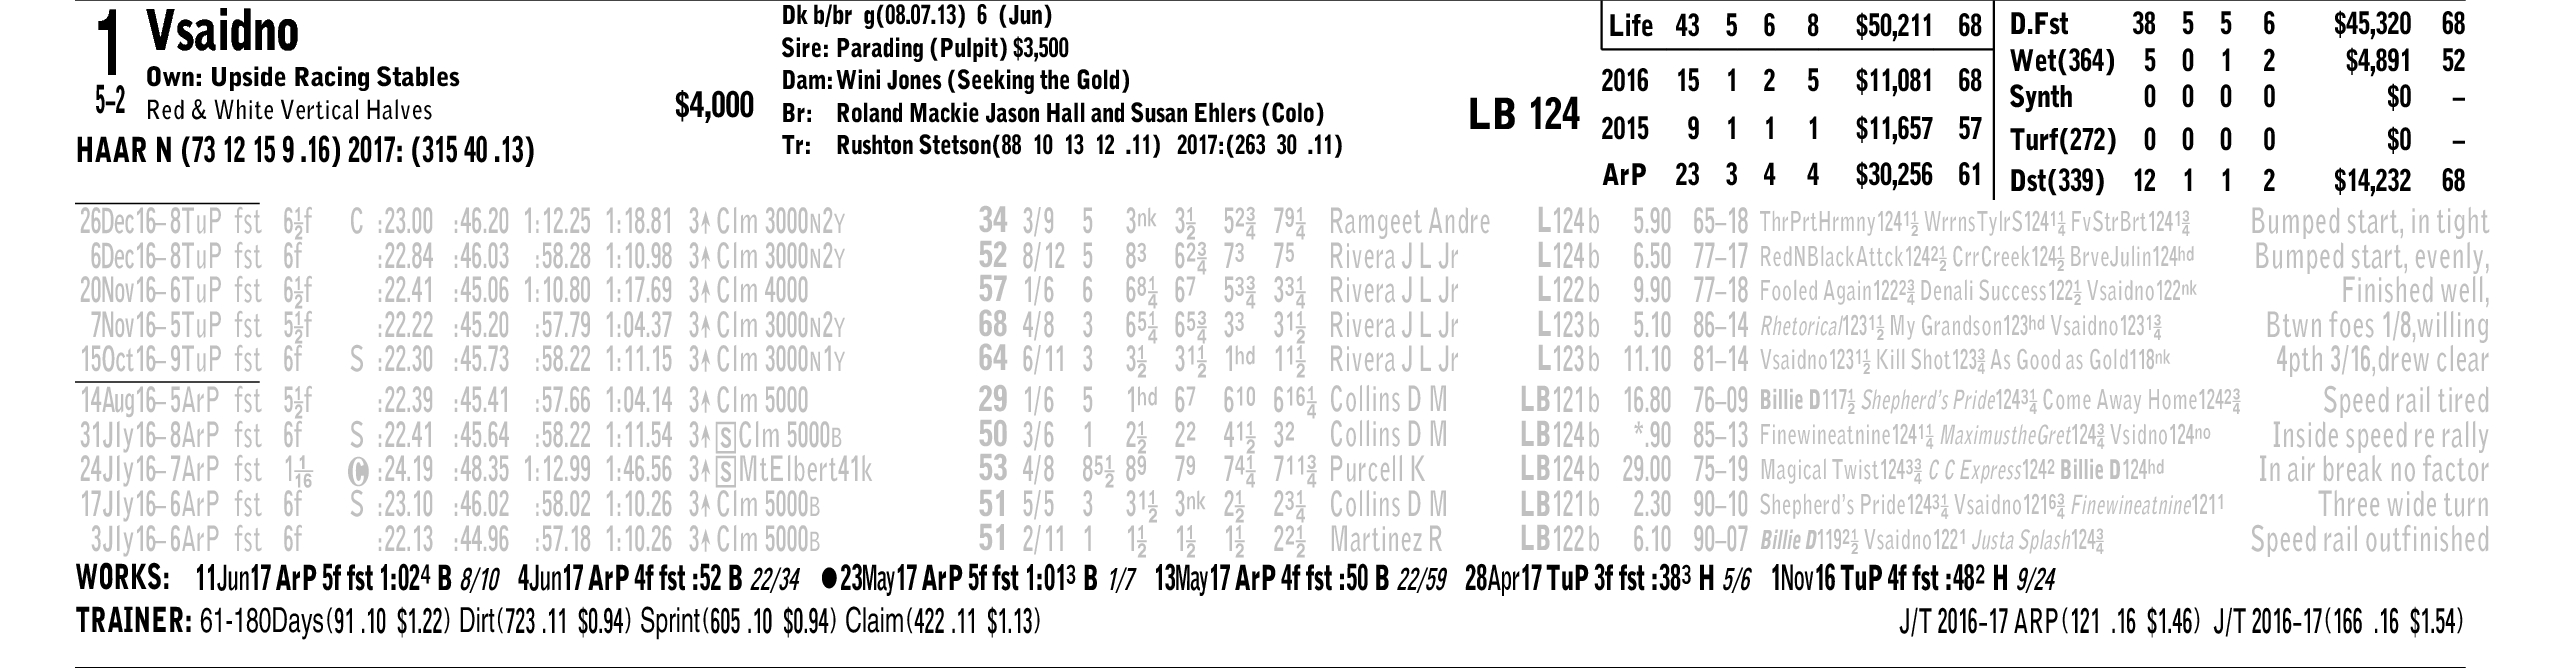 1 Vsaidno
Own: Upside Racing Stables
5–2 Red & White Vertical Halves
$4,000
HAAR N (73 12 15 9 .16) 2017: (315 40 .13)
Dk b/br g(08.07.13) 6 (Jun)
Sire: Parading (Pulpit) $3,500
Dam: Wini Jones (Seeking the Gold)
Br: Roland Mackie Jason Hall and Susan Ehlers (Colo)
Tr: Rushton Stetson(88 10 13 12 .11) 2017:(263 30 .11)
LB 124
Life 43 5 6 8 $50,211 68
2016 15 1 2 5 $11,081 68
2015 9 1 1 1 $11,657 57
ArP 23 3 4 4 $30,256 61
D.Fst 38 5 5 6 $45,320 68
Wet(364) 5 0 1 2 $4,891 52
Synth 0 0 0 0 $0 –
Turf(272) 0 0 0 0 $0 –
Dst(339) 12 1 1 2 $14,232 68
26Dec16–8TuP fst 6½f C :23.00 :46.20 1:12.25 1:18.81 3↑ Clm 3000N2Y 34 3/9 5 3nk 3½ 52¾ 79¼ Ramgeet Andre L124b 5.90 65–18 ThrPrtHrmny1241½ WrrnsTylrS1241¼ FvStrBrt1241¾ Bumped start, in tight
6Dec16–8TuP fst 6f :22.84 :46.03 :58.28 1:10.98 3↑ Clm 3000N2Y 52 8/12 5 83 62¾ 73 75 Rivera J L Jr L124b 6.50 77–17 RedNBlackAttck1242½ CrrCreek124½ BrveJulin124hd Bumped start, evenly,
20Nov16–6TuP fst 6½f :22.41 :45.06 1:10.80 1:17.69 3↑ Clm 4000 57 1/6 6 68¼ 67 53¾ 33¼ Rivera J L Jr L122b 9.90 77–18 Fooled Again1222¾ Denali Success122½ Vsaidno122nk Finished well,
7Nov16–5TuP fst 5½f :22.22 :45.20 :57.79 1:04.37 3↑ Clm 3000N2Y 68 4/8 3 65¼ 65¾ 33 31½ Rivera J L Jr L123b 5.10 86–14 Rhetorical1231½ My Grandson123hd Vsaidno1231¾ Btwn foes 1/8,willing
15Oct16–9TuP fst 6f S :22.30 :45.73 :58.22 1:11.15 3↑ Clm 3000N1Y 64 6/11 3 3½ 31½ 1hd 11½ Rivera J L Jr L123b 11.10 81–14 Vsaidno1231½ Kill Shot123¾ As Good as Gold118nk 4pth 3/16,drew clear
14Aug16–5ArP fst 5½f :22.39 :45.41 :57.66 1:04.14 3↑ Clm 5000 29 1/6 5 1hd 67 610 616¼ Collins D M LB121b 16.80 76–09 Billie D117½ Shepherd's Pride1243¼ Come Away Home1242¾ Speed rail tired
31Jly16–8ArP fst 6f S :22.41 :45.64 :58.22 1:11.54 3↑ S Clm 5000B 50 3/6 1 2½ 22 41½ 32 Collins D M LB124b *.90 85–13 Finewineatnine1241¼ MaximustheGret124¾ Vsidno124no Inside speed re rally
24Jly16–7ArP fst 1 1/16 C :24.19 :48.35 1:12.99 1:46.56 3↑ S MtElbert41k 53 4/8 85½ 89 79 74¼ 711¾ Purcell K LB124b 29.00 75–19 Magical Twist1243¾ C C Express1242 Billie D124hd In air break no factor
17Jly16–6ArP fst 6f S :23.10 :46.02 :58.02 1:10.26 3↑ Clm 5000B 51 5/5 3 31½ 3nk 2½ 23¼ Collins D M LB121b 2.30 90–10 Shepherd's Pride1243¼ Vsaidno1216¾ Finewineatnine1211 Three wide turn
3Jly16–6ArP fst 6f :22.13 :44.96 :57.18 1:10.26 3↑ Clm 5000B 51 2/11 1 1½ 1½ 1½ 22½ Martinez R LB122b 6.10 90–07 Billie D1192½ Vsaidno1221 Justa Splash124¾ Speed rail outfinished
WORKS: 11Jun17 ArP 5f fst 1:02⁴ B 8/10 4Jun17 ArP 4f fst :52 B 22/34 ●23May17 ArP 5f fst 1:01³ B 1/7 13May17 ArP 4f fst :50 B 22/59 28Apr17 TuP 3f fst :38³ H 5/6 1Nov16 TuP 4f fst :48² H 9/24
TRAINER: 61-180Days(91 .10 $1.22) Dirt(723 .11 $0.94) Sprint(605 .10 $0.94) Claim(422 .11 $1.13) J/T 2016-17 ARP(121 .16 $1.46) J/T 2016-17(166 .16 $1.54)